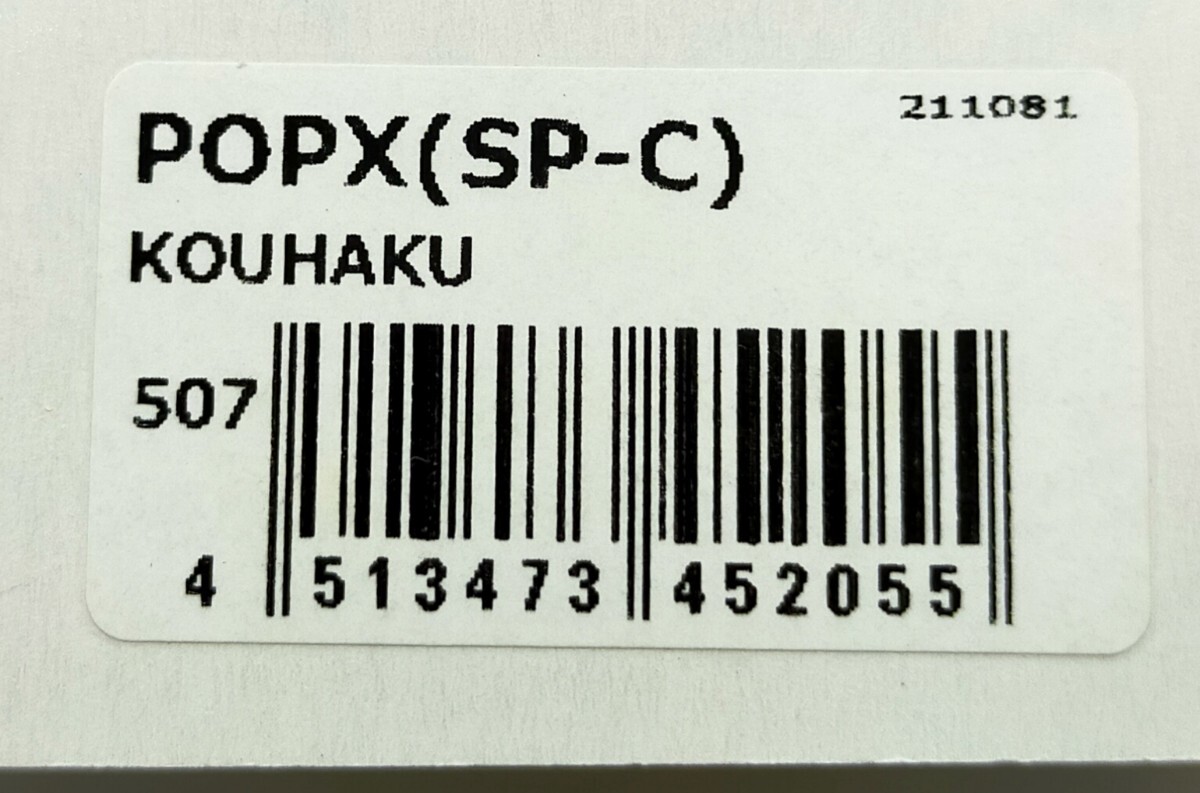 211081
POPX(SP-C)
KOUHAKU
507
4 513473 452055